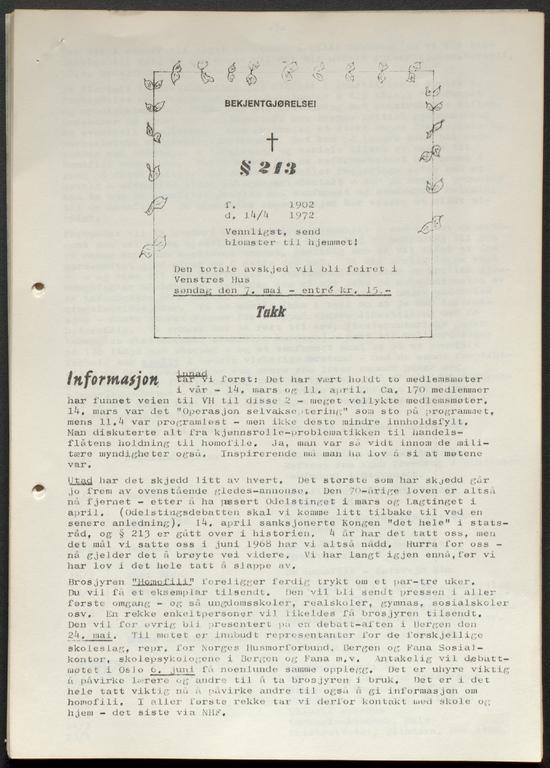 BEKJENTGJØRELSE!
§ 213
f. 1902
d. 14/4 1972
Vennligst, send
blomster til hjemmet!
Den totale avskjed vil bli feiret i
Venstres Hus
søndag den 7. mai - entré kr. 15.-
Takk
Informasjon
Innad
tar vi først: Det har vært holdt to medlemsmøter
i vår - 14. mars og 11. april. Ca. 170 medlemmer
har funnet veien til VH til disse 2 - meget vellykte medlemsmøter.
14. mars var det "Operasjon selvakseptering" som sto på programmet,
mens 11.4 var programløst - men ikke desto mindre innholdsfylt.
Man diskuterte alt fra kjønnsrolle-problematikken til handels-
flåtens holdning til homofile. Ja, man var så vidt innom de mili-
tære myndigheter også. Inspirerende må man ha lov å si at møtene
var.
Utad har det skjedd litt av hvert. Det største som har skjedd går
jo frem av ovenstående gledes-annonse. Den 70-årige loven er altså
nå fjernet - etter å ha passert Odelstinget i mars og Lagtinget i
april. (Odelstingsdebatten skal vi komme litt tilbake til ved en
senere anledning). 14. april sanksjonerte Kongen "det hele" i stats-
råd, og § 213 er gått over i historien. 4 år har det tatt oss, men
det mål vi satte oss i juni 1968 har vi altså nådd. Hurra for oss -
nå gjelder det å brøyte vei videre. Vi har langt igjen ennå,før vi
har lov i det hele tatt å slappe av.
Brosjyren "Homofili" foreligger ferdig trykt om et par-tre uker.
Du vil få et eksemplar tilsendt. Den vil bli sendt pressen i aller
første omgang - og så ungdomsskoler, realskoler, gymnas, sosialskoler
osv. En rekke enkeltpersoner vil likeledes få brosjyren tilsendt.
Den vil for øvrig bli presentert på en debatt-aften i Bergen den
24. mai. Til møtet er innbudt representanter for de forskjellige
skoleslag, repr. for Norges Husmorforbund, Bergen og Fana Sosial-
kontor, skolepsykologene i Bergen og Fana m.v. Antakelig vil debatt-
møtet i Oslo 6. juni få noenlunde samme opplegg. Det er uhyre viktig
å påvirke lærere og andre til å ta brosjyren i bruk. Det er i det
hele tatt viktig nå å påvirke andre til også å gi informasjon om
homofili. I aller første rekke tar vi derfor kontakt med skole og
hjem - det siste via NHF.